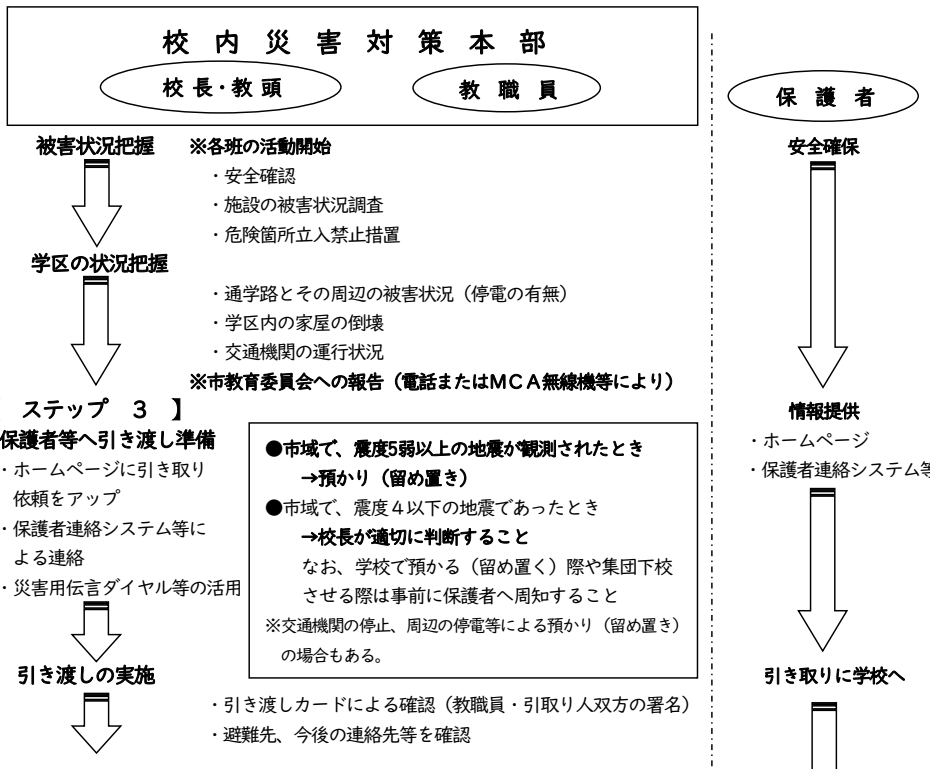 校 内 災 害 対 策 本 部
校 長・教 頭
教 職 員
保 護 者
被害状況把握
※各班の活動開始
・安全確認
・施設の被害状況調査
・危険箇所立入禁止措置
学区の状況把握
・通学路とその周辺の被害状況（停電の有無）
・学区内の家屋の倒壊
・交通機関の運行状況
※市教育委員会への報告（電話またはMCA無線機等により）
ステップ ３ 】
保護者等へ引き渡し準備
・ホームページに引き取り
依頼をアップ
・保護者連絡システム等に
よる連絡
・災害用伝言ダイヤル等の活用
●市域で、震度5弱以上の地震が観測されたとき
→預かり（留め置き）
●市域で、震度４以下の地震であったとき
→校長が適切に判断すること
なお、学校で預かる（留め置く）際や集団下校
させる際は事前に保護者へ周知すること
※交通機関の停止、周辺の停電等による預かり（留め置き）
の場合もある。
引き渡しの実施
・引き渡しカードによる確認（教職員・引取り人双方の署名）
・避難先、今後の連絡先等を確認
安全確保
情報提供
・ホームページ
・保護者連絡システム等
引き取りに学校へ